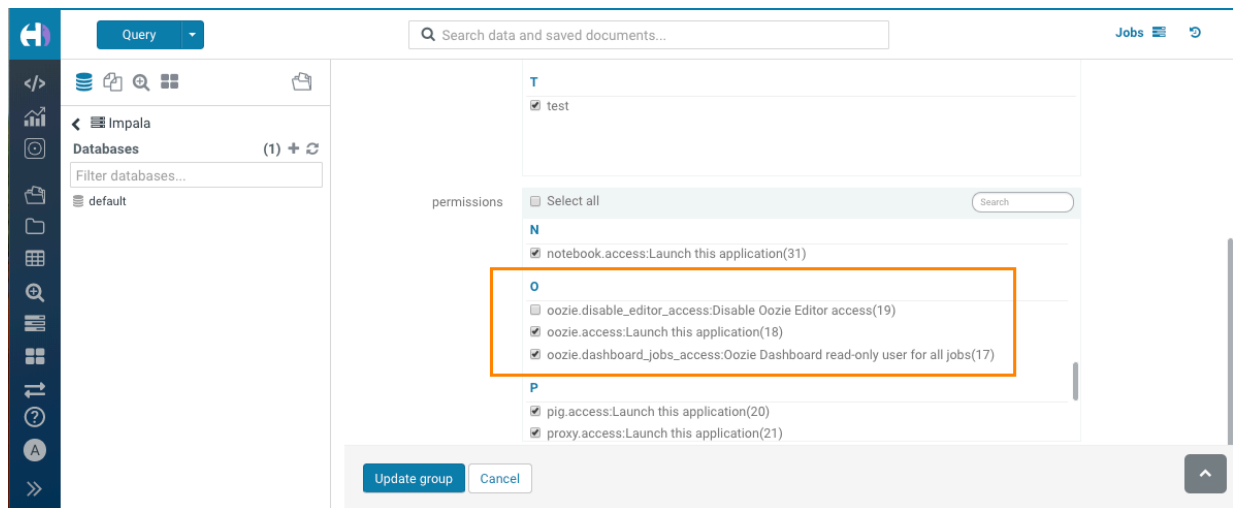 Query
Search data and saved documents...
Jobs
Impala
Databases (1)
Filter databases...
default
T
test
permissions
Select all
Search
N
notebook.access:Launch this application(31)
O
oozie.disable_editor_access:Disable Oozie Editor access(19)
oozie.access:Launch this application(18)
oozie.dashboard_jobs_access:Oozie Dashboard read-only user for all jobs(17)
P
pig.access:Launch this application(20)
proxy.access:Launch this application(21)
A
Update group
Cancel